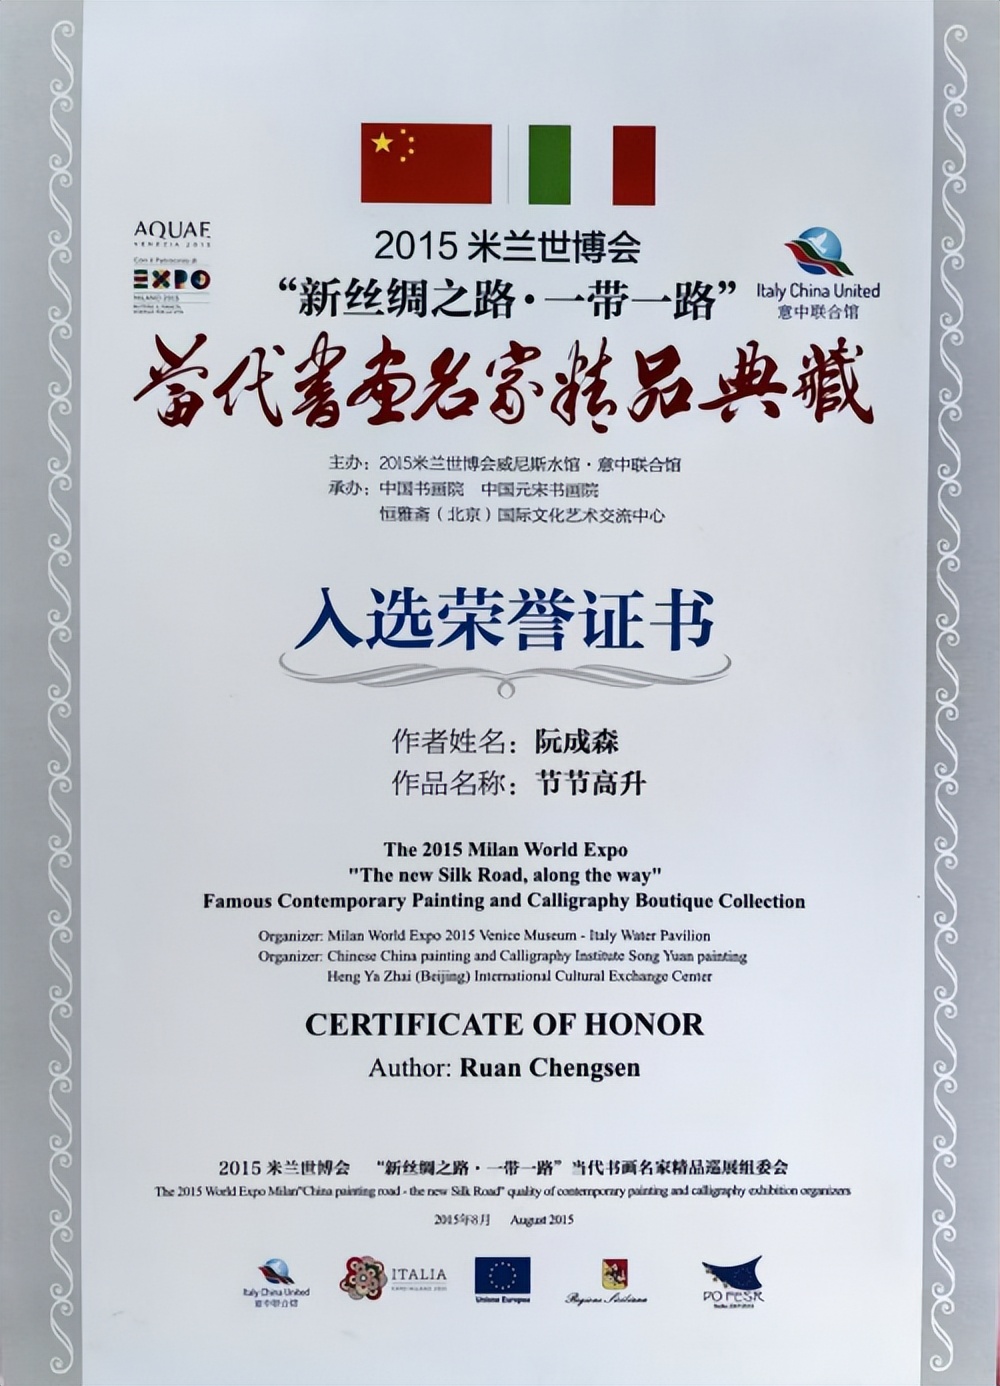 AQUAE
VENEZIA 2015
Con il Patrocinio di
EXPO
MILANO 2015
2015 米兰世博会
“新丝绸之路·一带一路”
Italy China United
意中联合馆
當代書画名家精品典藏
主办：2015米兰世博会威尼斯水馆·意中联合馆
承办：中国书画院 中国元宋书画院
恒雅斋（北京）国际文化艺术交流中心
入选荣誉证书
作者姓名：阮成森
作品名称：节节高升
The 2015 Milan World Expo
"The new Silk Road, along the way"
Famous Contemporary Painting and Calligraphy Boutique Collection
Organizer: Milan World Expo 2015 Venice Museum - Italy Water Pavilion
Organizer: Chinese China painting and Calligraphy Institute Song Yuan painting
Heng Ya Zhai (Beijing) International Cultural Exchange Center
CERTIFICATE OF HONOR
Author: Ruan Chengsen
2015 米兰世博会 “新丝绸之路·一带一路”当代书画名家精品巡展组委会
The 2015 World Expo Milan"China painting road - the new Silk Road" quality of contemporary painting and calligraphy exhibition organizers
2015年8月 August 2015
Italy China United
意中联合馆
ITALIA
EXPO MILANO 2015
Unione Europea
Regione Siciliana
PO FESR